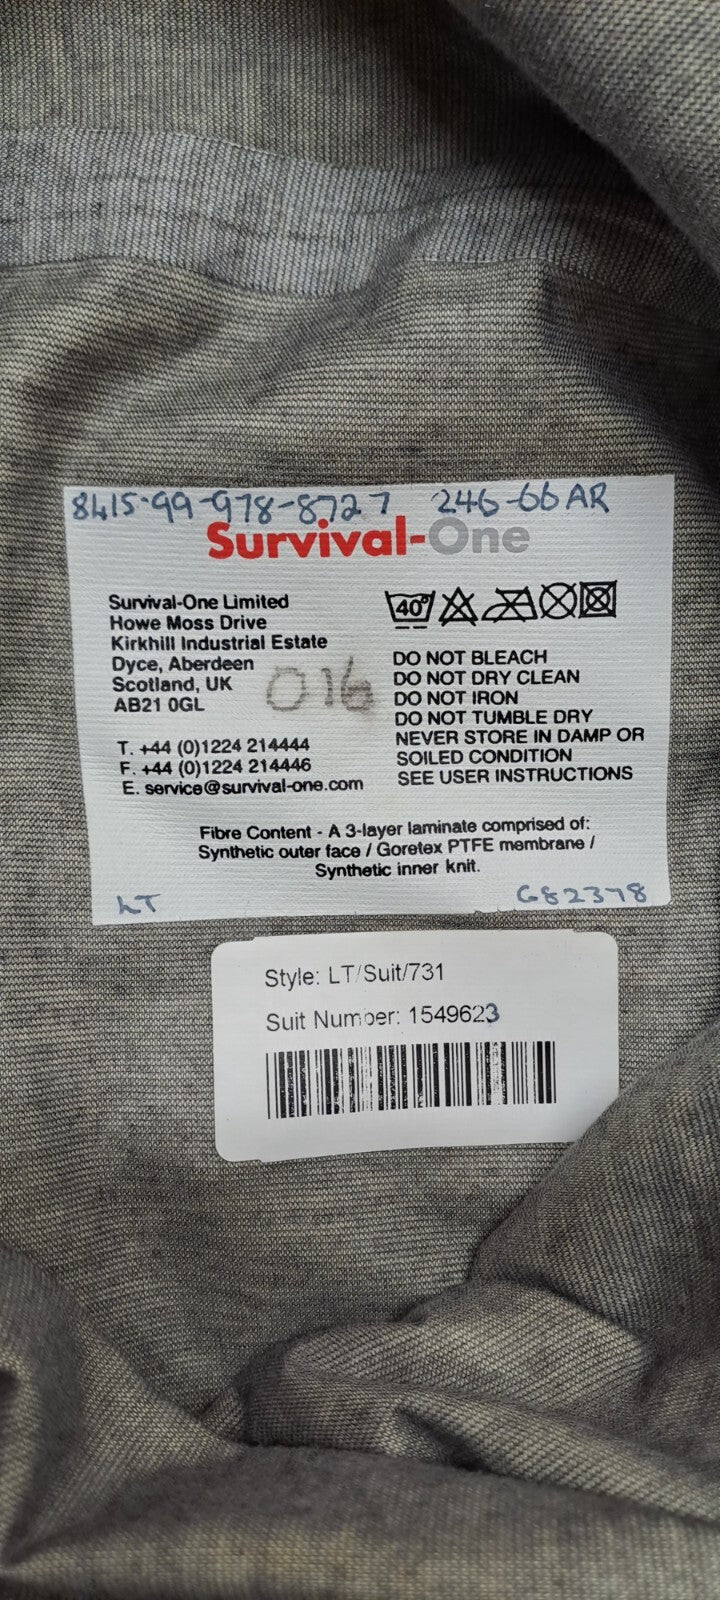 8415-99-978-8727 246-66AR
Survival-One
Survival-One Limited
Howe Moss Drive
Kirkhill Industrial Estate
Dyce, Aberdeen
Scotland, UK
AB21 0GL
016
T. +44 (0)1224 214444
F. +44 (0)1224 214446
E. service@survival-one.com
40°
DO NOT BLEACH
DO NOT DRY CLEAN
DO NOT IRON
DO NOT TUMBLE DRY
NEVER STORE IN DAMP OR
SOILED CONDITION
SEE USER INSTRUCTIONS
Fibre Content - A 3-layer laminate comprised of:
Synthetic outer face / Goretex PTFE membrane /
Synthetic inner knit.
LT
G82378
Style: LT/Suit/731
Suit Number: 1549623